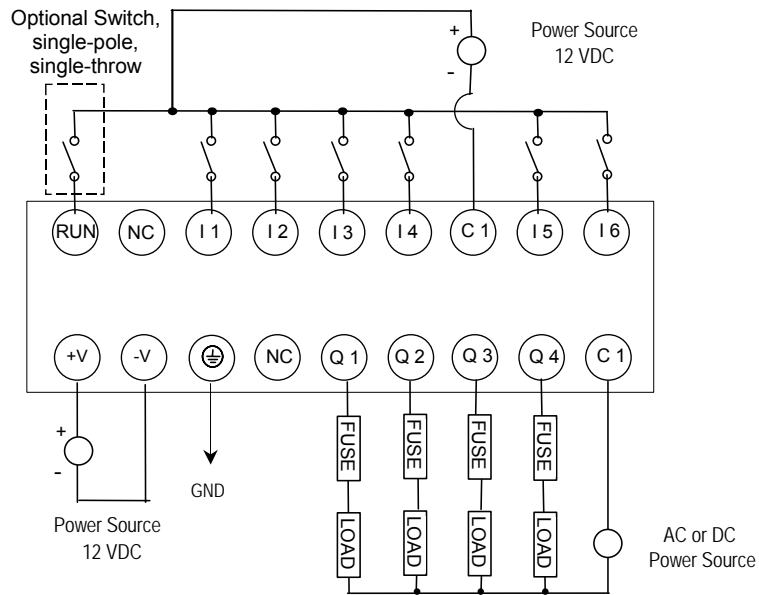 Optional Switch,
single-pole,
single-throw
+
-
Power Source
12 VDC
RUN
NC
I 1
I 2
I 3
I 4
C 1
I 5
I 6
+V
-V
NC
Q 1
Q 2
Q 3
Q 4
C 1
+
-
Power Source
12 VDC
GND
FUSE
FUSE
FUSE
FUSE
LOAD
LOAD
LOAD
LOAD
AC or DC
Power Source